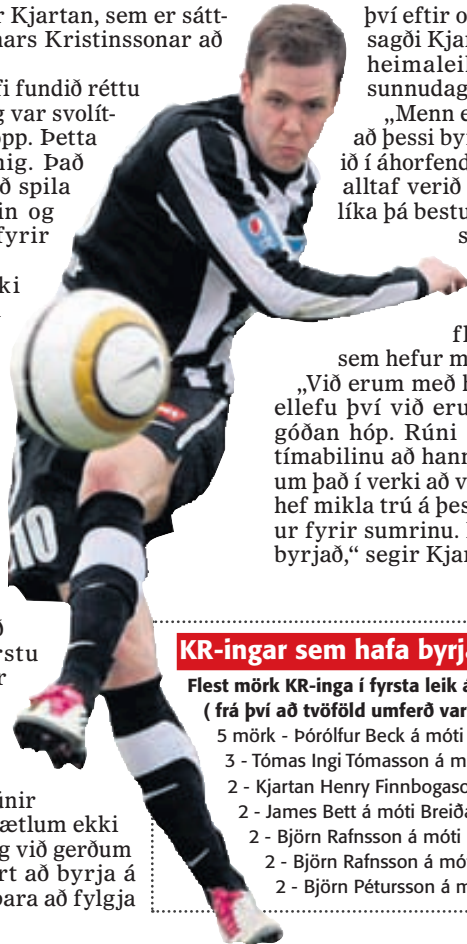 r Kjartan, sem er sátt-
nars Kristinssonar að
fi fundið réttu
g var svolít-
opp. Þetta
nig. Það
ð spila
in og
fyrir
ki
ð
rstu
r
nir
ætlum ekki
g við gerðum
rt að byrja á
bara að fylgja
því eftir o
sagði Kjar
heimaleik
sunnudag
„Menn e
að þessi byr
ið í áhorfend
alltaf verið
líka þá bestu
s
fl
sem hefur m
„Við erum með h
ellefu því við eru
góðan hóp. Rúni
tímabilinu að hann
um það í verki að v
hef mikla trú á þes
ur fyrir sumrinu.
byrjað,“ segir Kjar
10
KR-ingar sem hafa byrja
Flest mörk KR-inga í fyrsta leik á
( frá því að tvöföld umferð var
5 mörk - Þórólfur Beck á móti
3 - Tómas Ingi Tómasson á m
2 - Kjartan Henry Finnbogaso
2 - James Bett á móti Breiða
2 - Björn Rafnsson á móti
2 - Björn Rafnsson á mó
2 - Björn Pétursson á m